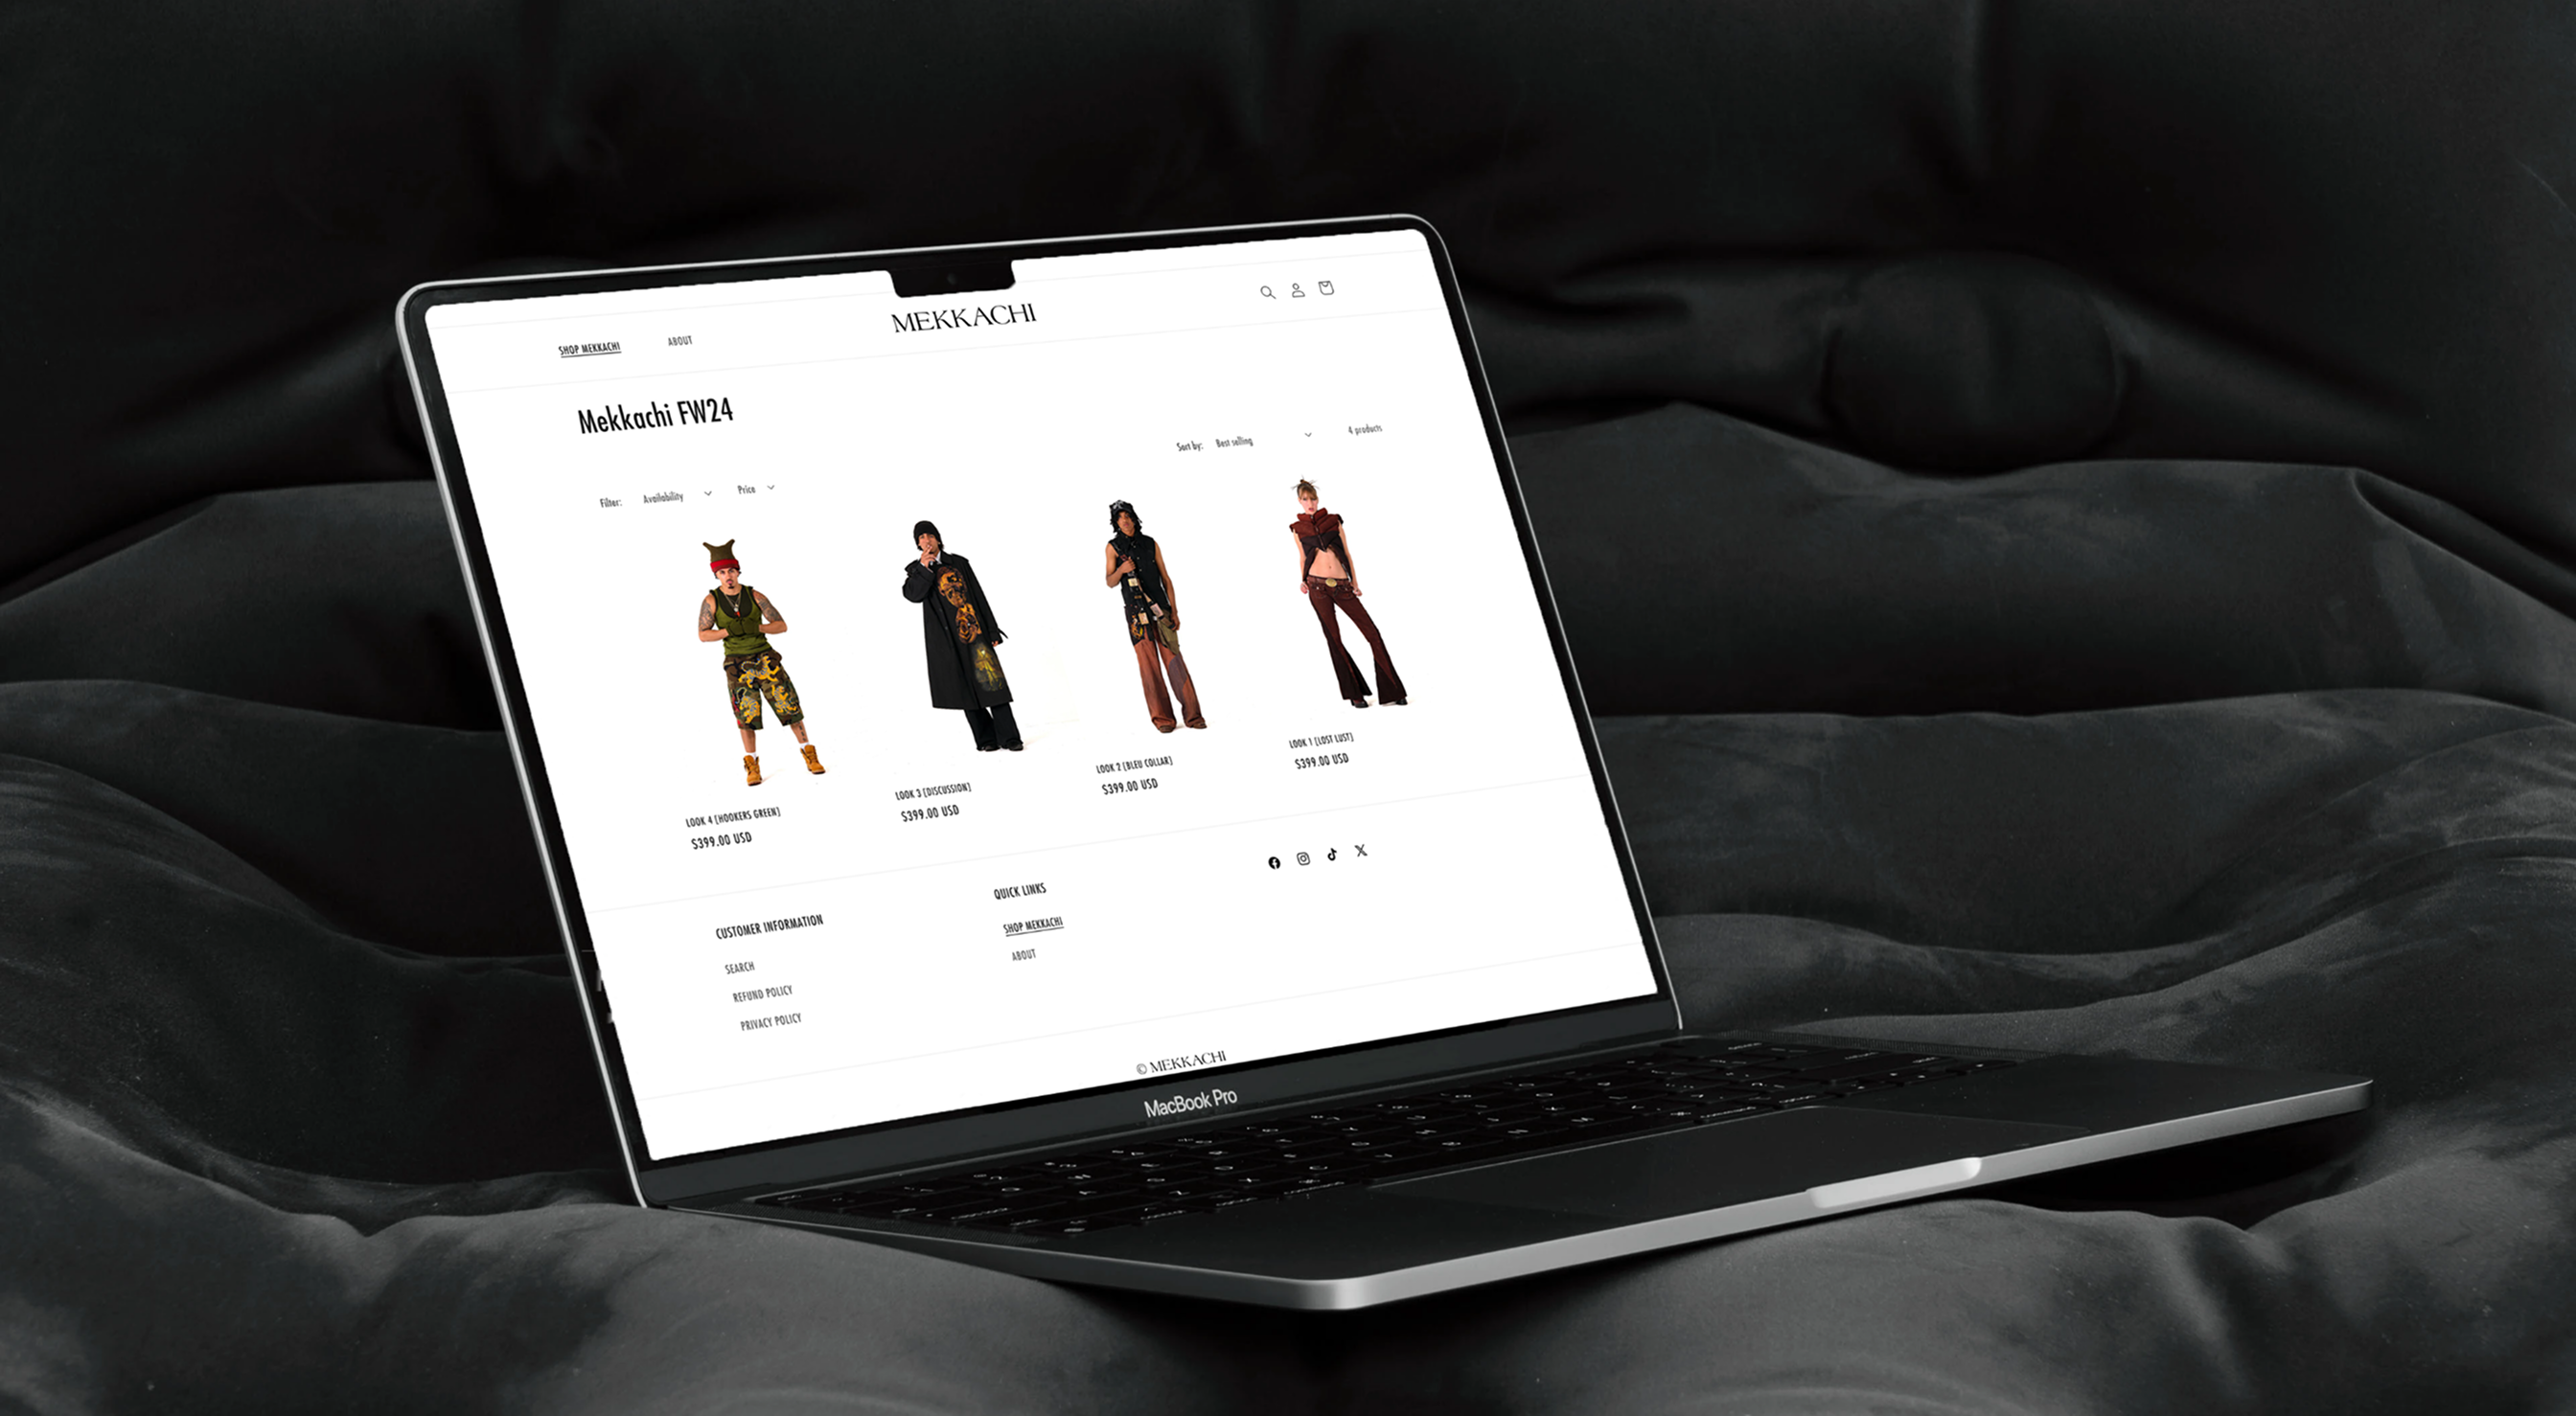 MEKKACHI
SHOP MEKKACHI
ABOUT
Mekkachi FW24
Sort by: Best selling
4 products
Filter: Availability Price
LOOK 4 [HOOKERS GREEN]
$399.00 USD
LOOK 3 [DISCUSSION]
$399.00 USD
LOOK 2 [BLEU COLLAR]
$399.00 USD
LOOK 1 [LOST LUST]
$399.00 USD
CUSTOMER INFORMATION
SEARCH
REFUND POLICY
PRIVACY POLICY
QUICK LINKS
SHOP MEKKACHI
ABOUT
© MEKKACHI
MacBook Pro